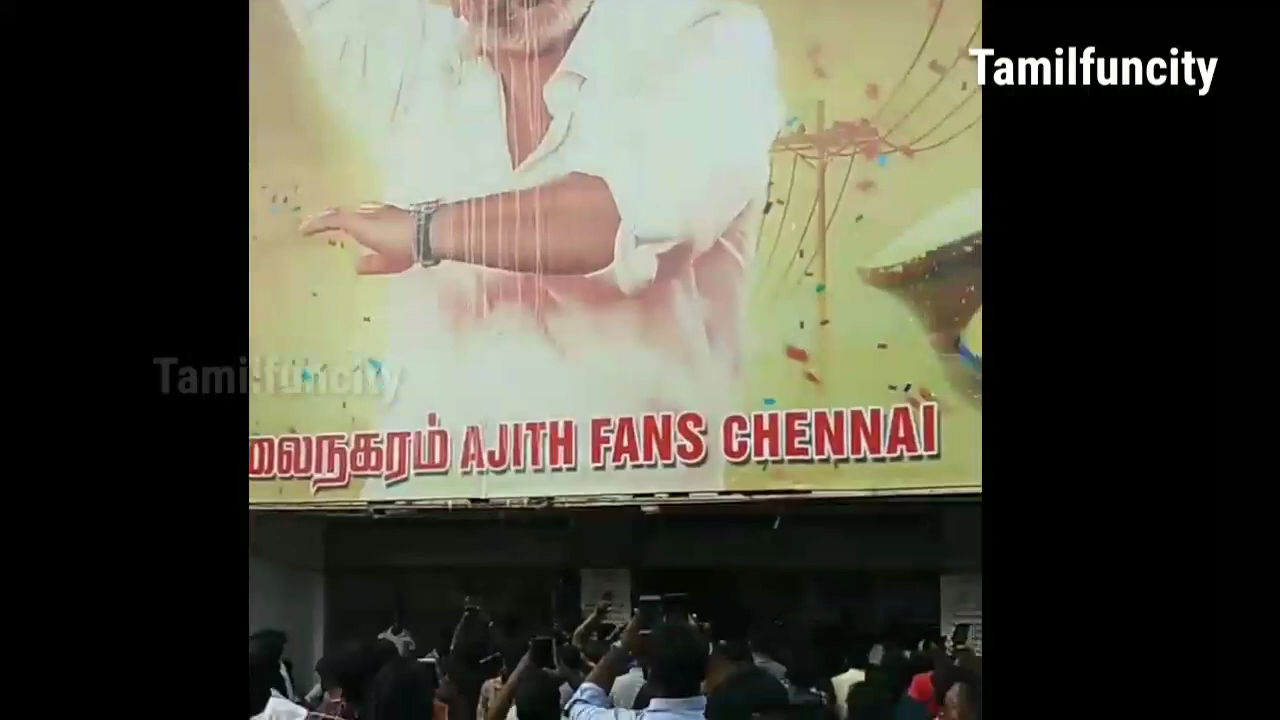 Tamilfuncity
Tamilfuncity
லைநகரம் AJITH FANS CHENNAI